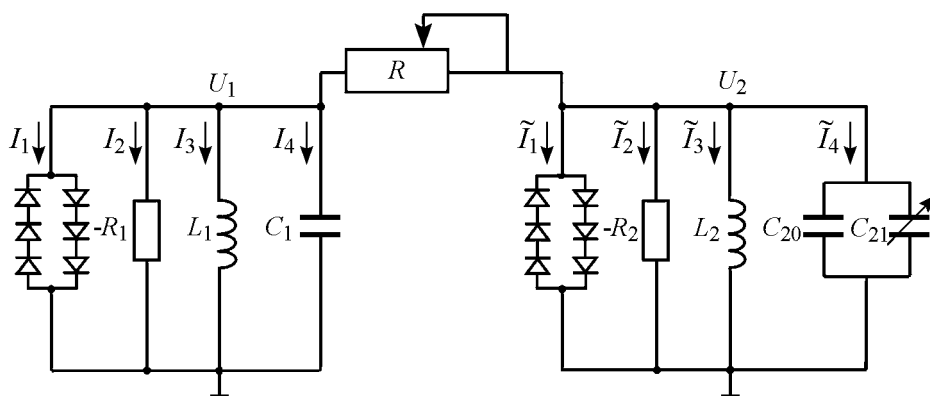 R
U₁
U₂
I₁ I₂ I₃ I₄
Ĩ₁ Ĩ₂ Ĩ₃ Ĩ₄
-R₁ L₁ C₁
-R₂ L₂ C₂₀ C₂₁